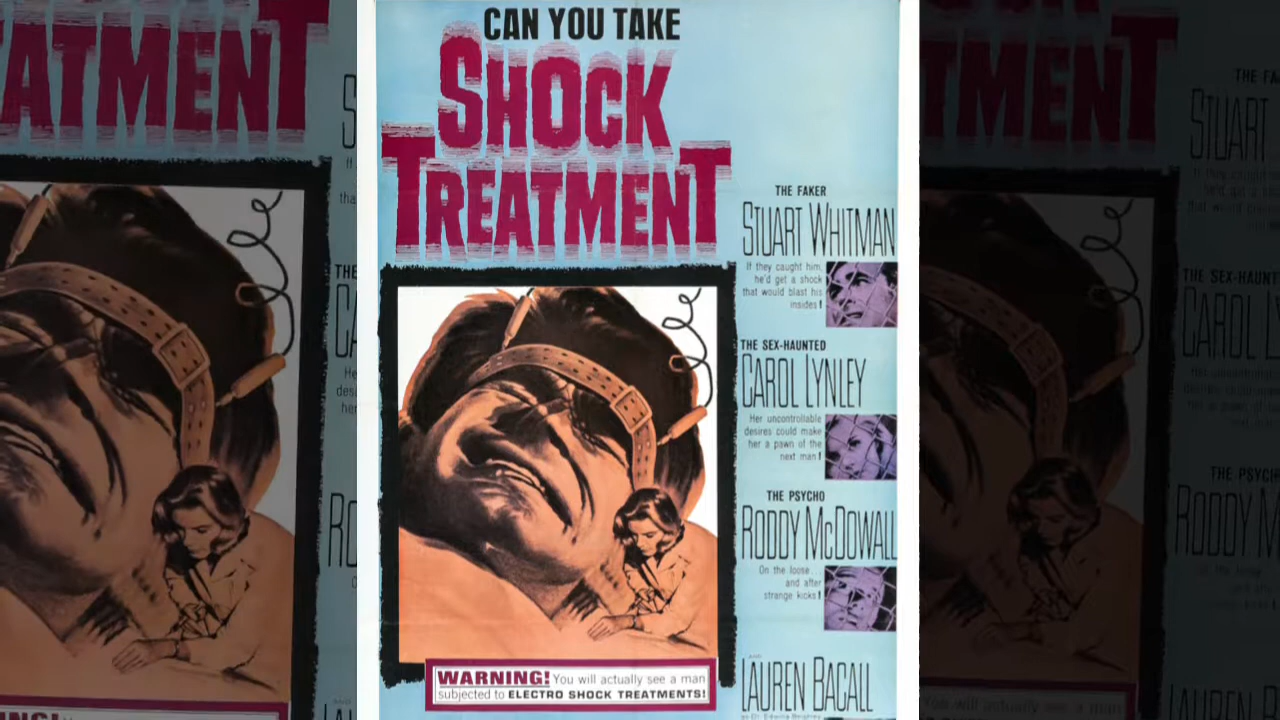 CAN YOU TAKE
SHOCK
TREATMENT
THE FAKER
STUART WHITMAN
If they caught him,
he'd get a shock
that would blast his
insides!
THE SEX-HAUNTED
CAROL LYNLEY
Her uncontrollable
desires could make
her a pawn of the
next man!
THE PSYCHO
RODDY McDOWALL
On the loose...
and after
strange kicks!
AND
LAUREN BACALL
WARNING! You will actually see a man
subjected to ELECTRO SHOCK TREATMENTS!